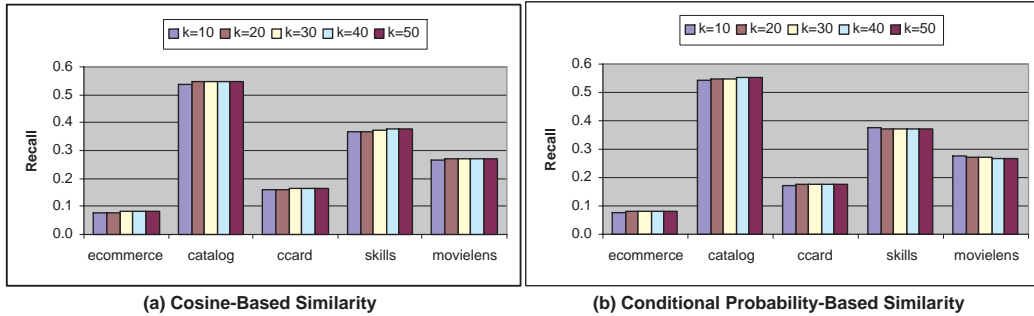 k=10 k=20 k=30 k=40 k=50
Recall
0.6
0.5
0.4
0.3
0.2
0.1
0.0
ecommerce catalog ccard skills movielens
(a) Cosine-Based Similarity
k=10 k=20 k=30 k=40 k=50
Recall
0.6
0.5
0.4
0.3
0.2
0.1
0.0
ecommerce catalog ccard skills movielens
(b) Conditional Probability-Based Similarity